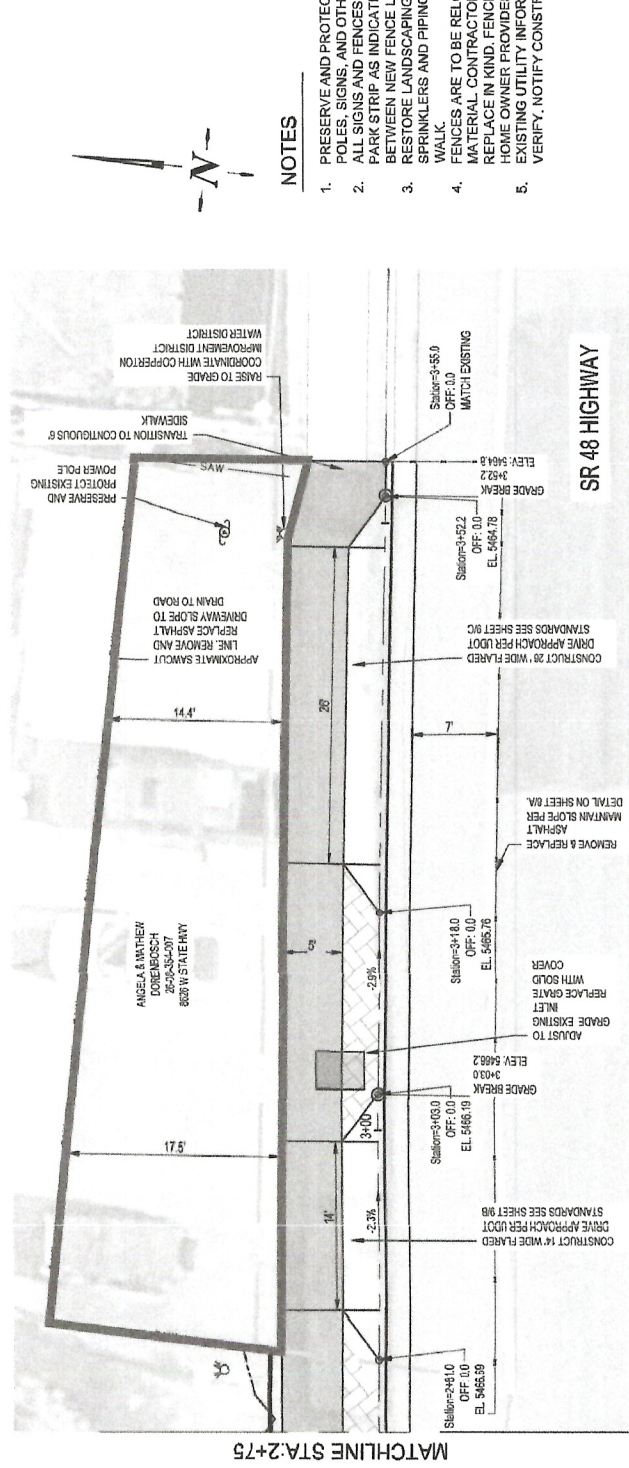 N
NOTES
1. PRESERVE AND PROTEC
POLES, SIGNS, AND OTH
2. ALL SIGNS AND FENCES
PARK STRIP AS INDICATI
BETWEEN NEW FENCE L
3. RESTORE LANDSCAPING
SPRINKLERS AND PIPING
WALK.
4. FENCES ARE TO BE RELO
MATERIAL. CONTRACTOR
REPLACE IN KIND. FENCE
HOME OWNER PROVIDE
5. EXISTING UTILITY INFOR
VERIFY, NOTIFY CONSTR
RAISE TO GRADE
COORDINATE WITH COPPERTON
IMPROVEMENT DISTRICT
WATER DISTRICT
TRANSITION TO CONTIGUOUS 6'
SIDEWALK
SAW
PRESERVE AND
PROTECT EXISTING
POWER POLE
APPROXIMATE SAWCUT
LINE. REMOVE AND
REPLACE ASPHALT
DRIVEWAY SLOPE TO
DRAIN TO ROAD
14.4'
ANGELA & MATHEW
DORENBOSCH
26-08-354-007
8626 W STATE HWY
17.5'
26'
5'
14'
3+00
-2.9%
-2.3%
Station=3+55.0
OFF: 0.0
MATCH EXISTING
GRADE BREAK
3+52.2
ELEV: 5464.8
Station=3+52.2
OFF: 0.0
EL. 5464.78
CONSTRUCT 26' WIDE FLARED
DRIVE APPROACH PER UDOT
STANDARDS SEE SHEET 9/C
7'
REMOVE & REPLACE
ASPHALT
MAINTAIN SLOPE PER
DETAIL ON SHEET 8/A.
Station=3+18.0
OFF: 0.0
EL. 5465.76
ADJUST TO
GRADE EXISTING
INLET
REPLACE GRATE
WITH SOLID
COVER
GRADE BREAK
3+03.0
ELEV: 5466.2
Station=3+03.0
OFF: 0.0
EL. 5466.19
CONSTRUCT 14' WIDE FLARED
DRIVE APPROACH PER UDOT
STANDARDS SEE SHEET 9/B
Station=2+81.0
OFF: 0.0
EL. 5466.69
SR 48 HIGHWAY
MATCHLINE STA:2+75